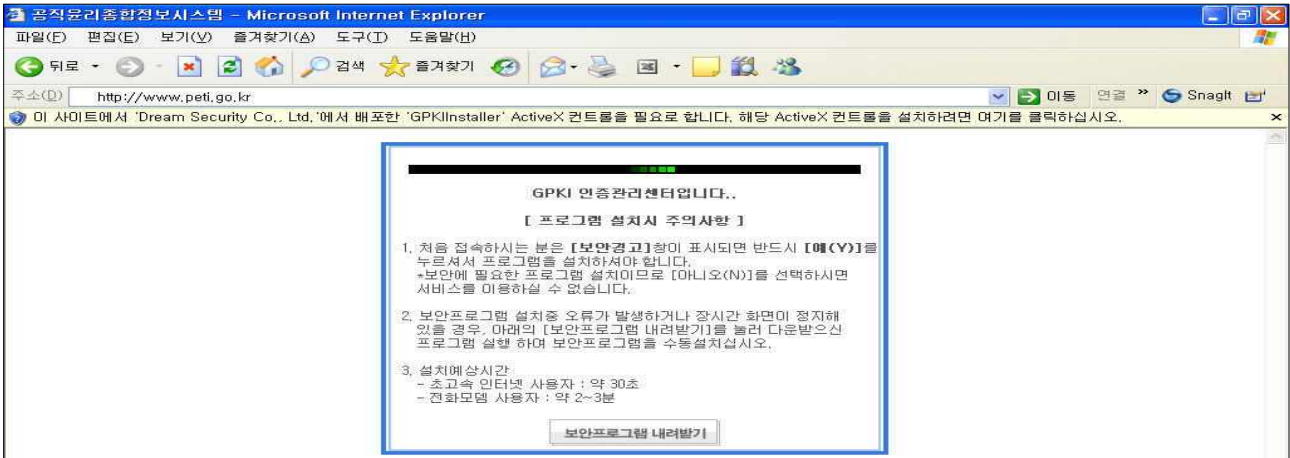 공직윤리종합정보시스템 - Microsoft Internet Explorer
파일(F) 편집(E) 보기(V) 즐겨찾기(A) 도구(T) 도움말(H)
뒤로 검색 즐겨찾기
주소(D) http://www.peti.go.kr 이동 연결 » SnagIt
이 사이트에서 'Dream Security Co., Ltd.'에서 배포한 'GPKIInstaller' ActiveX 컨트롤을 필요로 합니다. 해당 ActiveX 컨트롤을 설치하려면 여기를 클릭하십시오.
GPKI 인증관리센터입니다..
[ 프로그램 설치시 주의사항 ]
1. 처음 접속하시는 분은 [보안경고]창이 표시되면 반드시 [예(Y)]를
누르셔서 프로그램을 설치하셔야 합니다.
*보안에 필요한 프로그램 설치이므로 [아니오(N)]를 선택하시면
서비스를 이용하실 수 없습니다.
2. 보안프로그램 설치중 오류가 발생하거나 장시간 화면이 정지해
있을 경우, 아래의 [보안프로그램 내려받기]를 눌러 다운받으신
프로그램 실행 하여 보안프로그램을 수동설치십시오.
3. 설치예상시간
- 초고속 인터넷 사용자 : 약 30초
- 전화모뎀 사용자 : 약 2~3분
보안프로그램 내려받기